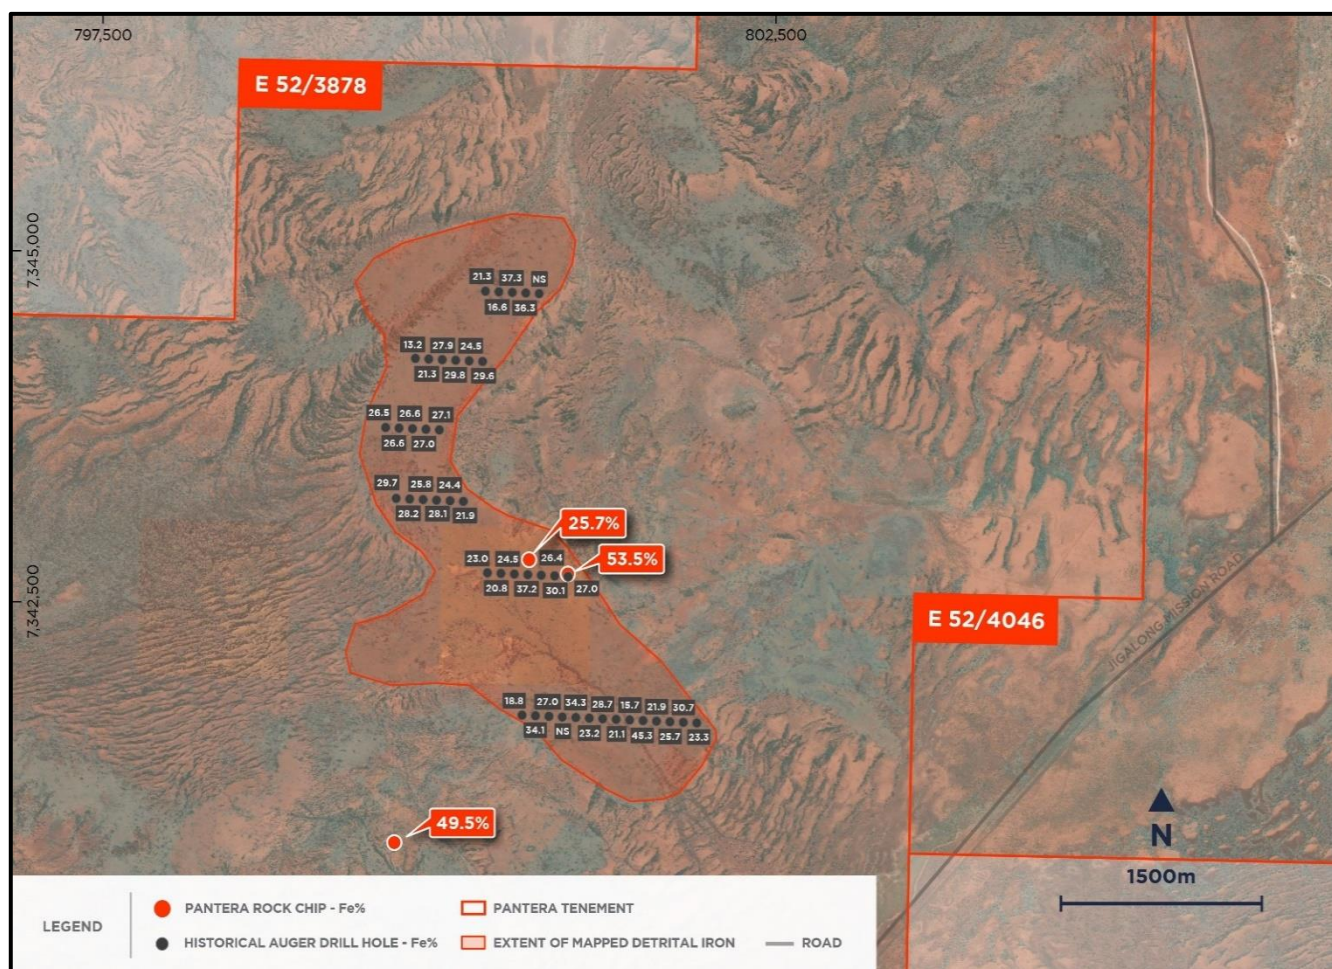 797,500
802,500
E 52/3878
7,345,000
21.3 37.3 NS
16.6 36.3
13.2 27.9 24.5
21.3 29.8 29.6
26.5 26.6 27.1
26.6 27.0
29.7 25.8 24.4
28.2 28.1 21.9
25.7%
23.0 24.5 26.4
53.5%
20.8 37.2 30.1 27.0
7,342,500
E 52/4046
JIGALONG MISSION ROAD
18.8 27.0 34.3 28.7 15.7 21.9 30.7
34.1 NS 23.2 21.1 45.3 25.7 23.3
49.5%
N
1500m
LEGEND
PANTERA ROCK CHIP - Fe%
PANTERA TENEMENT
HISTORICAL AUGER DRILL HOLE - Fe%
EXTENT OF MAPPED DETRITAL IRON
ROAD